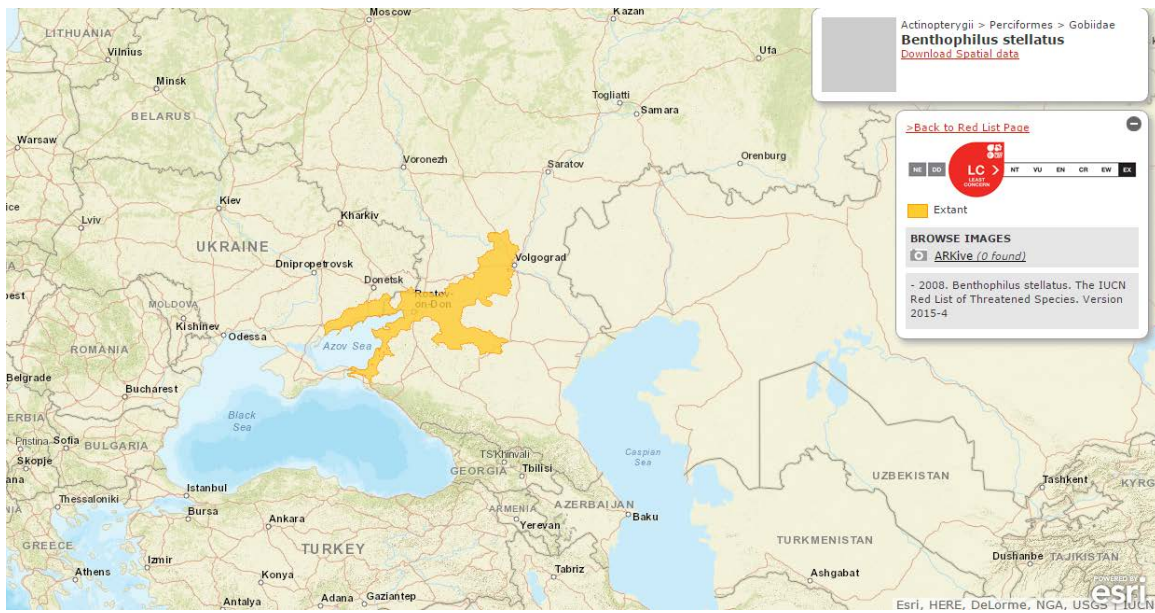 Actinopterygii > Perciformes > Gobiidae
Benthophilus stellatus
Download Spatial data
>Back to Red List Page
NE DD LC > NT VU EN CR EW EX
LEAST
CONCERN
Extant
BROWSE IMAGES
ARKive (0 found)
- 2008. Benthophilus stellatus. The IUCN
Red List of Threatened Species. Version
2015-4
LITHUANIA
Moscow
Kazan
Vilnius
Ufa
Minsk
Togliatti
Samara
BELARUS
Warsaw
Voronezh
Saratov
Orenburg
Kiev
Lviv
Kharkiv
UKRAINE
Volgograd
Dnipropetrovsk
Donetsk
Rostov-
on-Don
MOLDOVA
Kishinev
Odessa
Azov Sea
ROMANIA
Belgrade
Bucharest
Black
Sea
Pristina
Sofia
BULGARIA
Skopje
TSKhinvali
GEORGIA
Tbilisi
Caspian
Sea
UZBEKISTAN
Tashkent
KYRG
Istanbul
Thessaloniki
Bursa
Ankara
ARMENIA
AZERBAIJAN
Yerevan
Baku
GREECE
TURKEY
TURKMENISTAN
Izmir
Athens
Konya
Tabriz
Dushanbe
TAJIKISTAN
Ashgabat
Antalya
Adana
Gaziantep
POWERED BY
esri
Esri, HERE, DeLorme, NGA, USGS | IUCN